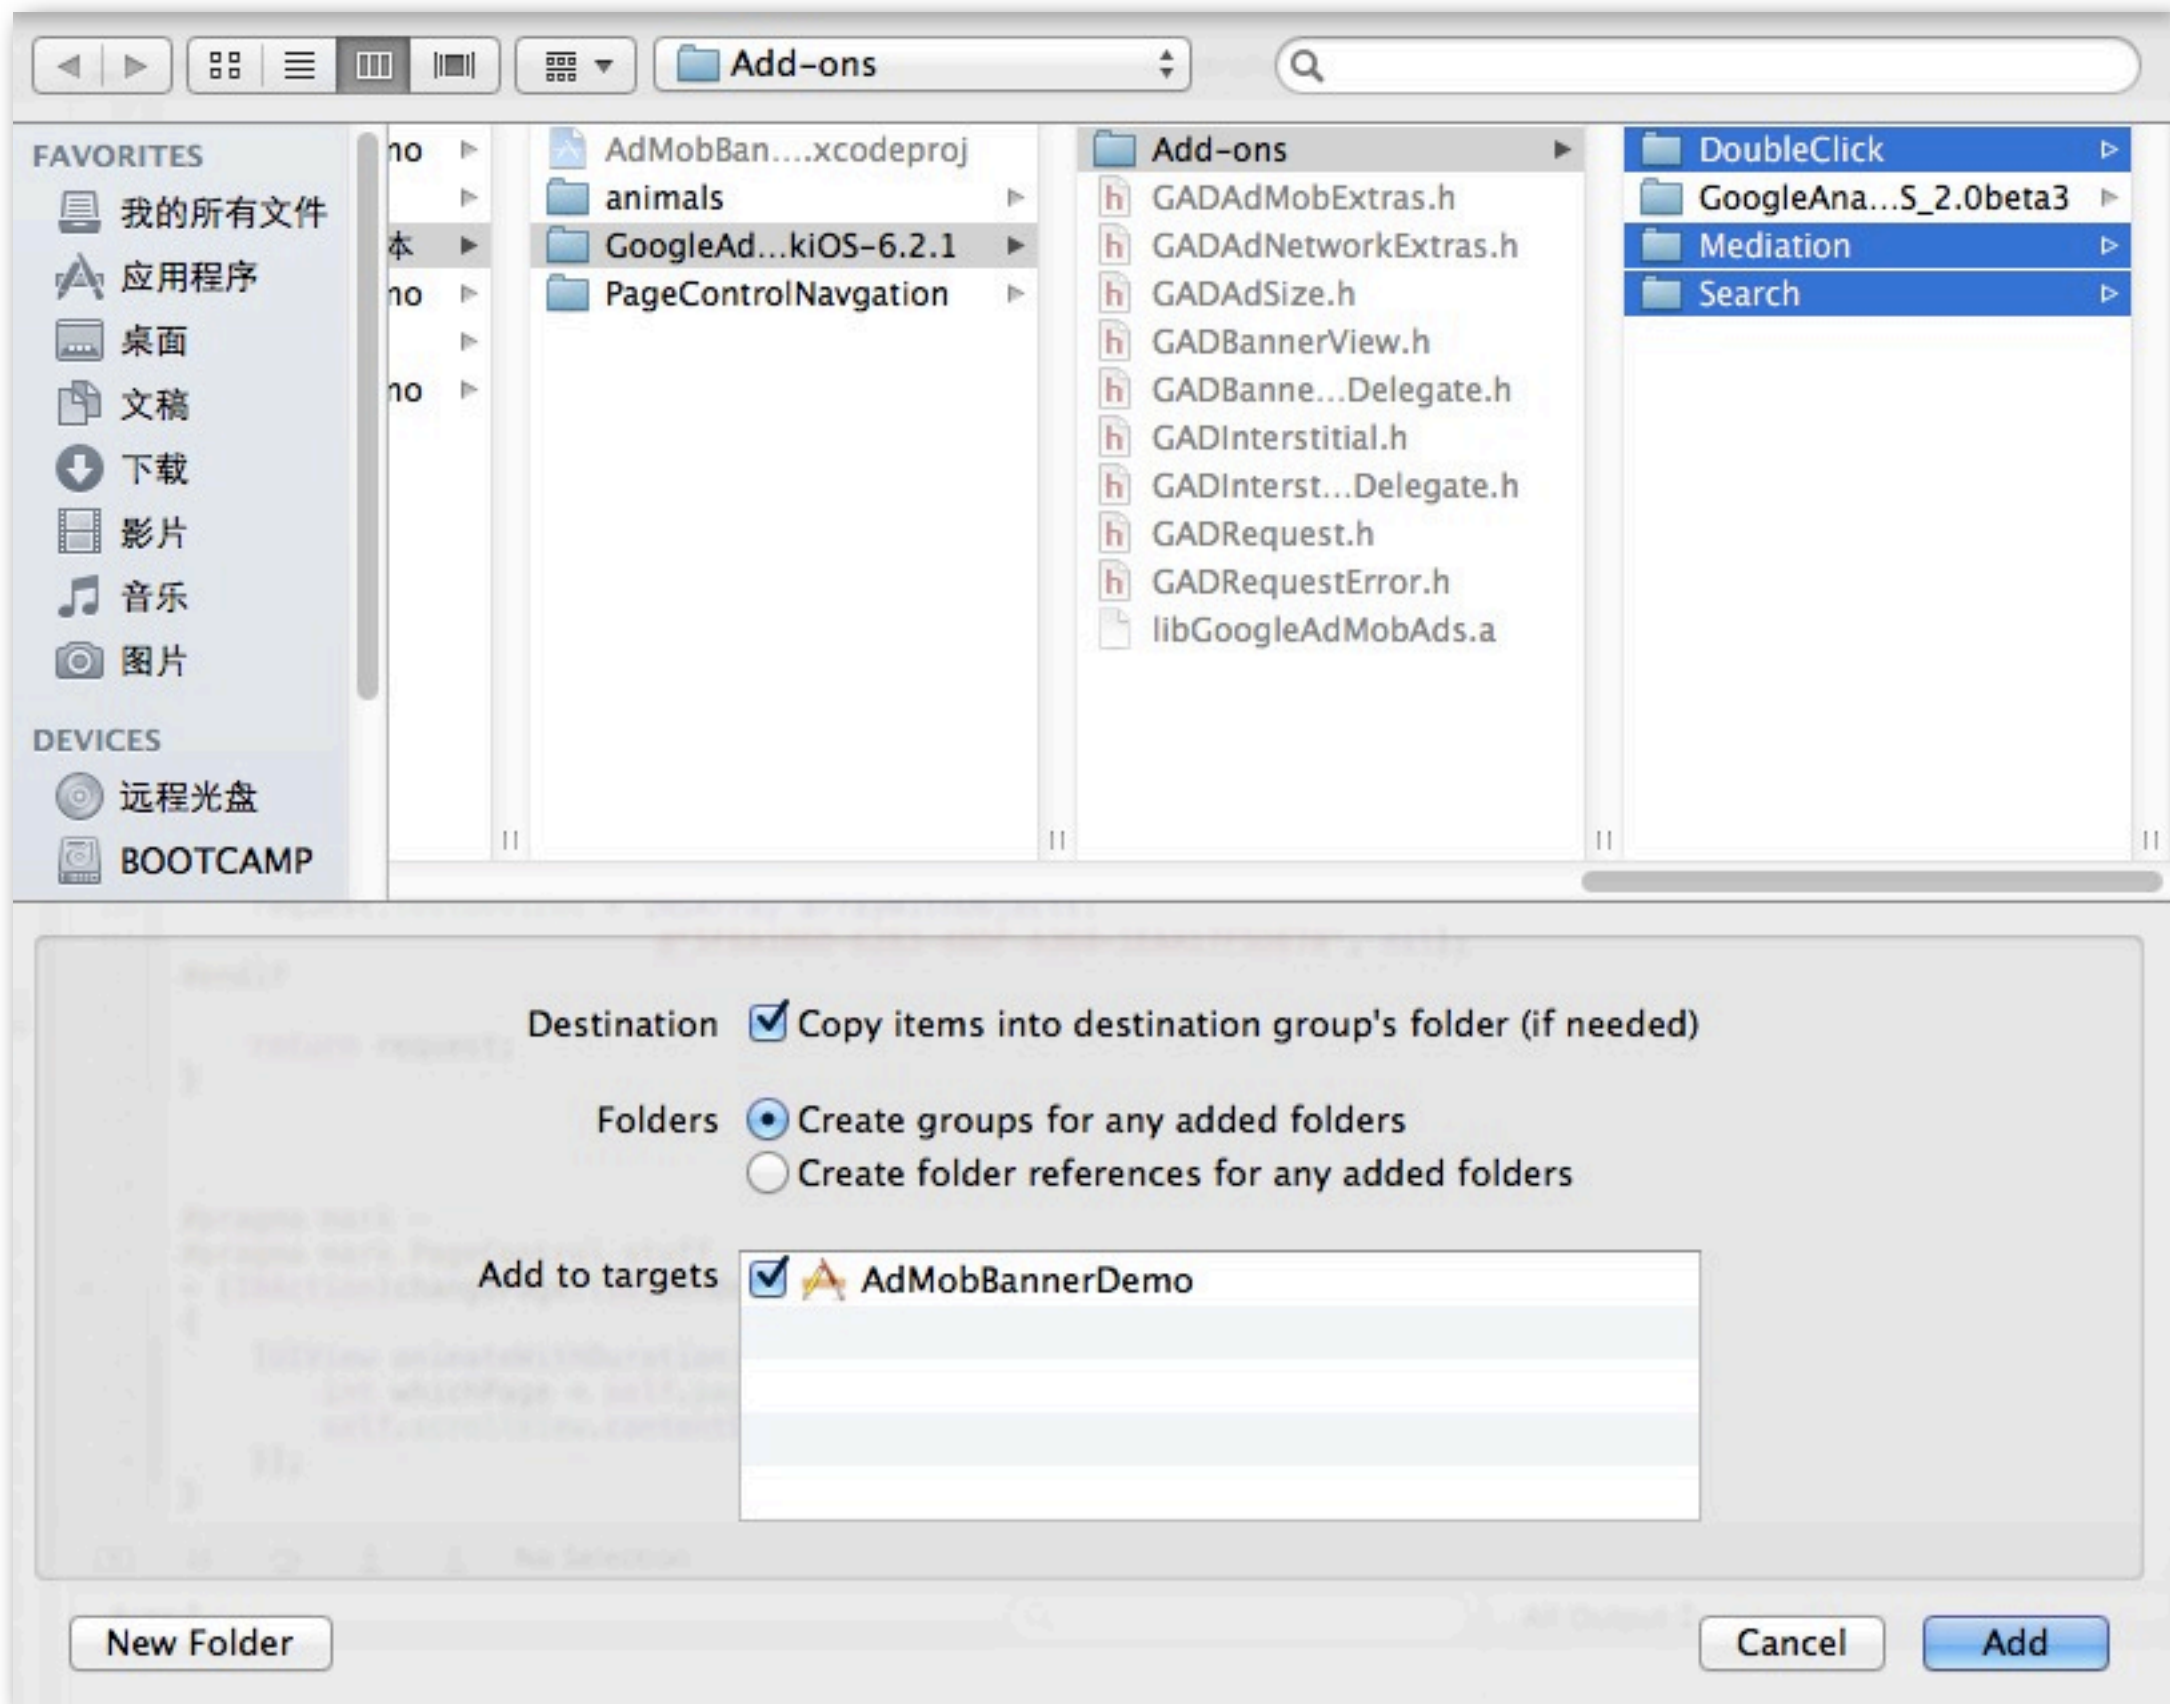 Add-ons
FAVORITES
我的所有文件
应用程序
桌面
文稿
下载
影片
音乐
图片
DEVICES
远程光盘
BOOTCAMP
no
本
no
no
AdMobBan....xcodeproj
animals
GoogleAd...kiOS-6.2.1
PageControlNavgation
Add-ons
GADAdMobExtras.h
GADAdNetworkExtras.h
GADAdSize.h
GADBannerView.h
GADBanne...Delegate.h
GADInterstitial.h
GADInterst...Delegate.h
GADRequest.h
GADRequestError.h
libGoogleAdMobAds.a
DoubleClick
GoogleAna...S_2.0beta3
Mediation
Search
Destination Copy items into destination group's folder (if needed)
Folders Create groups for any added folders
Create folder references for any added folders
Add to targets AdMobBannerDemo
New Folder
Cancel
Add